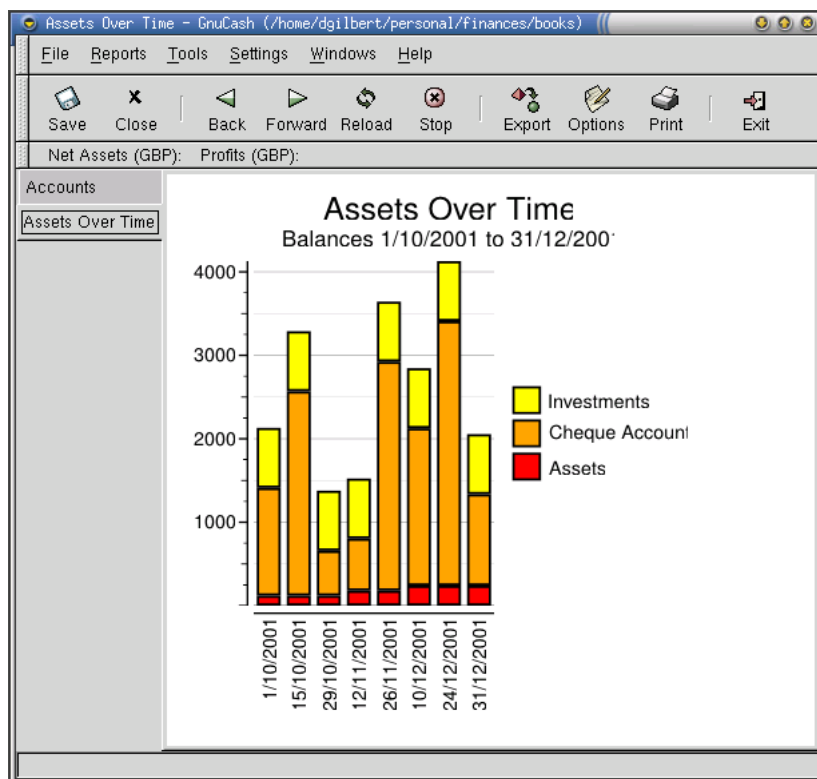 Assets Over Time - GnuCash (/home/dgilbert/personal/finances/books)
File Reports Tools Settings Windows Help
Save Close Back Forward Reload Stop Export Options Print Exit
Net Assets (GBP): Profits (GBP):
Accounts
Assets Over Time
Assets Over Time
Balances 1/10/2001 to 31/12/200
4000
3000
2000
1000
Investments
Cheque Account
Assets
1/10/2001
15/10/2001
29/10/2001
12/11/2001
26/11/2001
10/12/2001
24/12/2001
31/12/2001